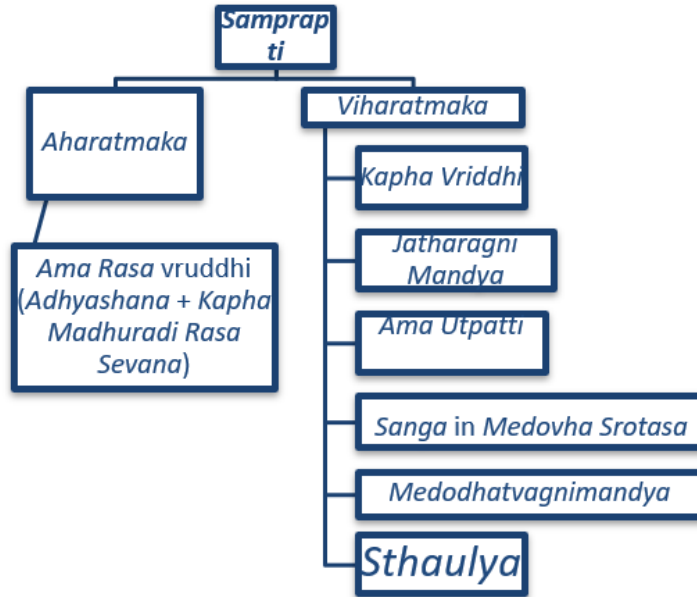 Samprap
ti
Aharatmaka
Ama Rasa vruddhi
(Adhyashana + Kapha
Madhuradi Rasa
Sevana)
Viharatmaka
Kapha Vriddhi
Jatharagni
Mandya
Ama Utpatti
Sanga in Medovha Srotasa
Medodhatvagnimandya
Sthaulya